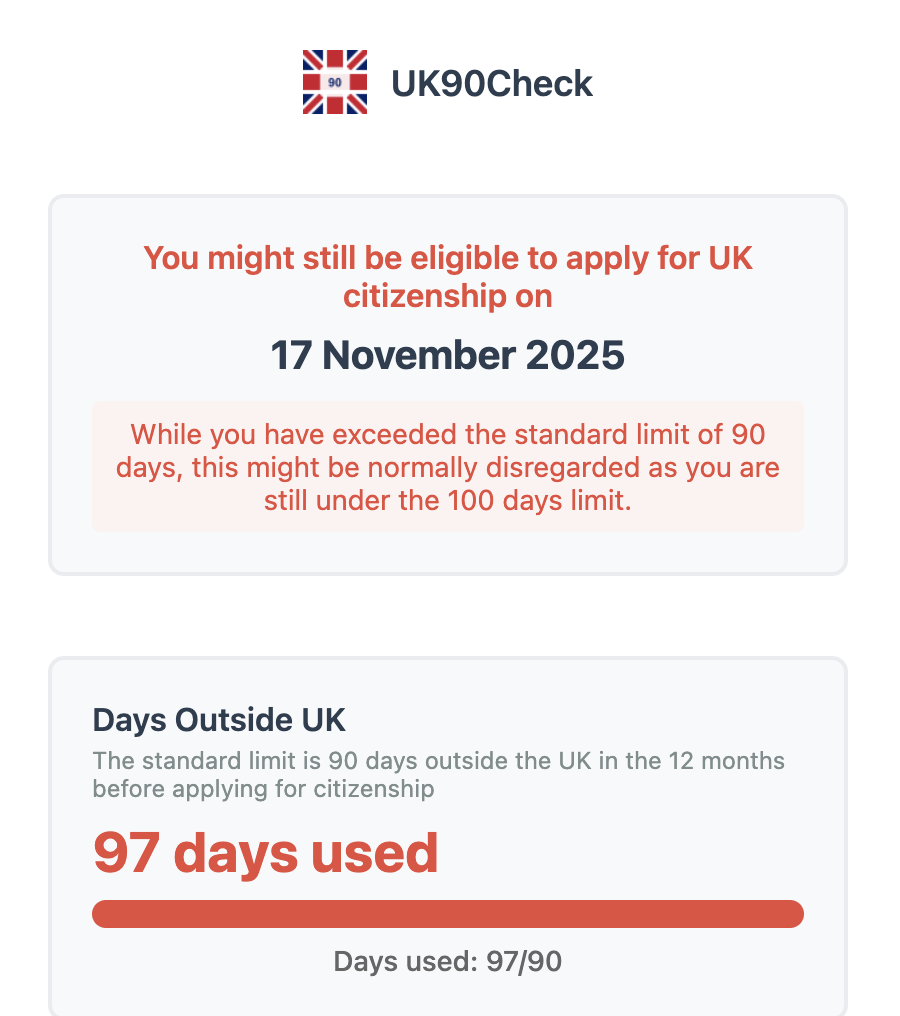 90
UK90Check
You might still be eligible to apply for UK
citizenship on
17 November 2025
While you have exceeded the standard limit of 90
days, this might be normally disregarded as you are
still under the 100 days limit.
Days Outside UK
The standard limit is 90 days outside the UK in the 12 months
before applying for citizenship
97 days used
Days used: 97/90